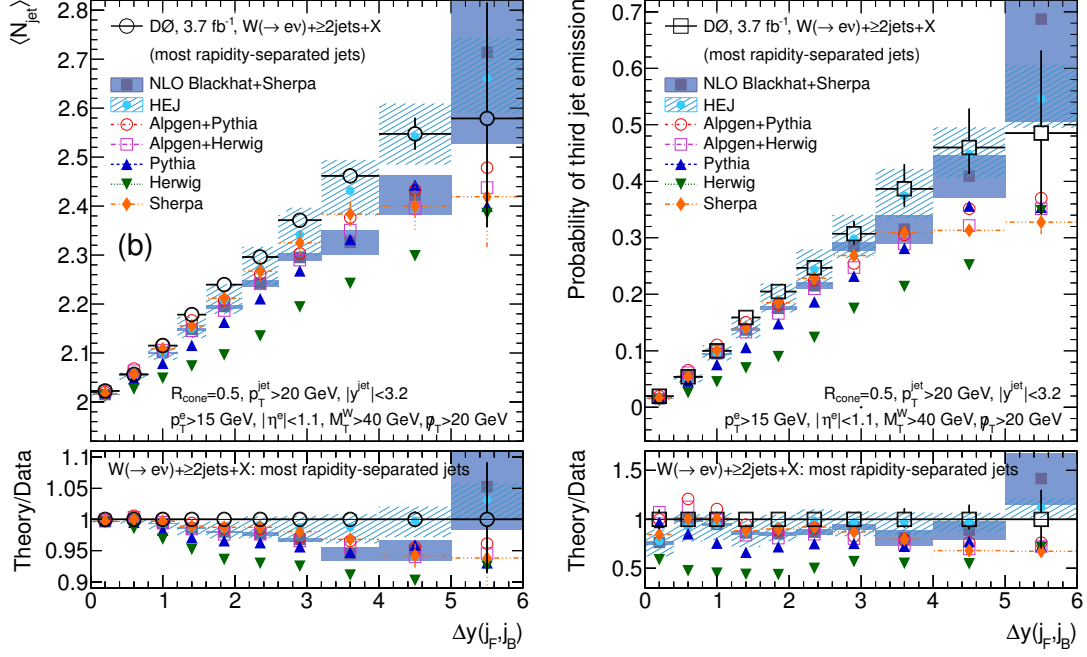 ⟨N_jet⟩
DØ, 3.7 fb⁻¹, W(→ eν)+≥2jets+X
(most rapidity-separated jets)
NLO Blackhat+Sherpa
HEJ
Alpgen+Pythia
Alpgen+Herwig
Pythia
Herwig
Sherpa
(b)
R_cone=0.5, p_T^jet>20 GeV, |y^jet|<3.2
p_T^e>15 GeV, |η^e|<1.1, M_T^W>40 GeV, p̸_T>20 GeV
2.8
2.7
2.6
2.5
2.4
2.3
2.2
2.1
2
Theory/Data
W(→ eν)+≥2jets+X: most rapidity-separated jets
1.1
1.05
1
0.95
0.9
0 1 2 3 4 5 6
Δy(j_F,j_B)
Probability of third jet emission
DØ, 3.7 fb⁻¹, W(→ eν)+≥2jets+X
(most rapidity-separated jets)
NLO Blackhat+Sherpa
HEJ
Alpgen+Pythia
Alpgen+Herwig
Pythia
Herwig
Sherpa
R_cone=0.5, p_T^jet>20 GeV, |y^jet|<3.2
p_T^e>15 GeV, |η^e|<1.1, M_T^W>40 GeV, p̸_T>20 GeV
0.7
0.6
0.5
0.4
0.3
0.2
0.1
0
Theory/Data
W(→ eν)+≥2jets+X: most rapidity-separated jets
1.5
1
0.5
0 1 2 3 4 5 6
Δy(j_F,j_B)